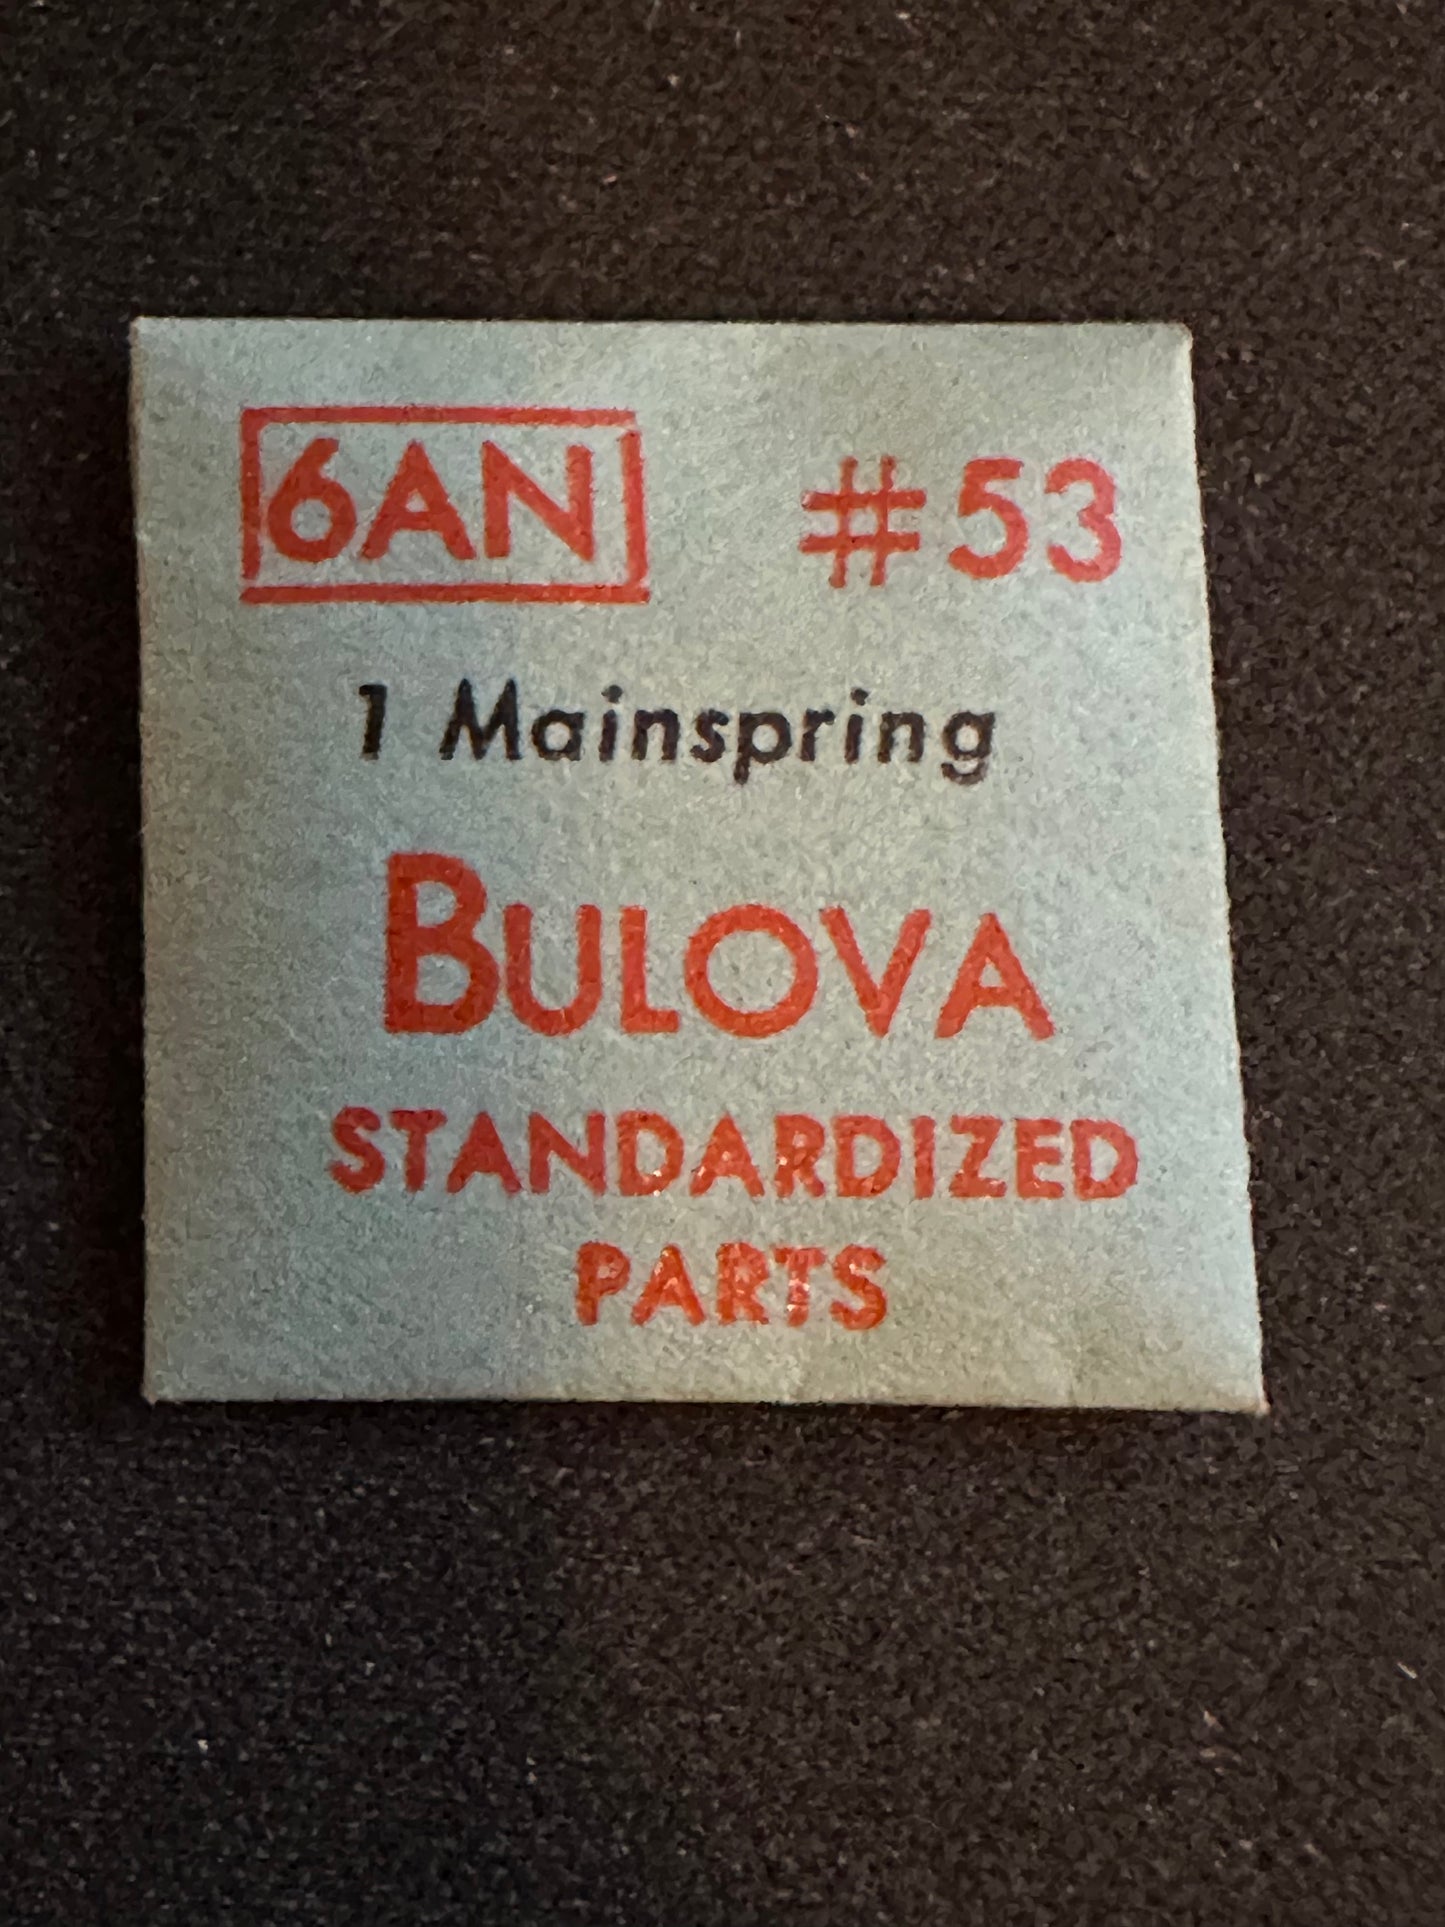 6AN #53
1 Mainspring
BULOVA
STANDARDIZED
PARTS